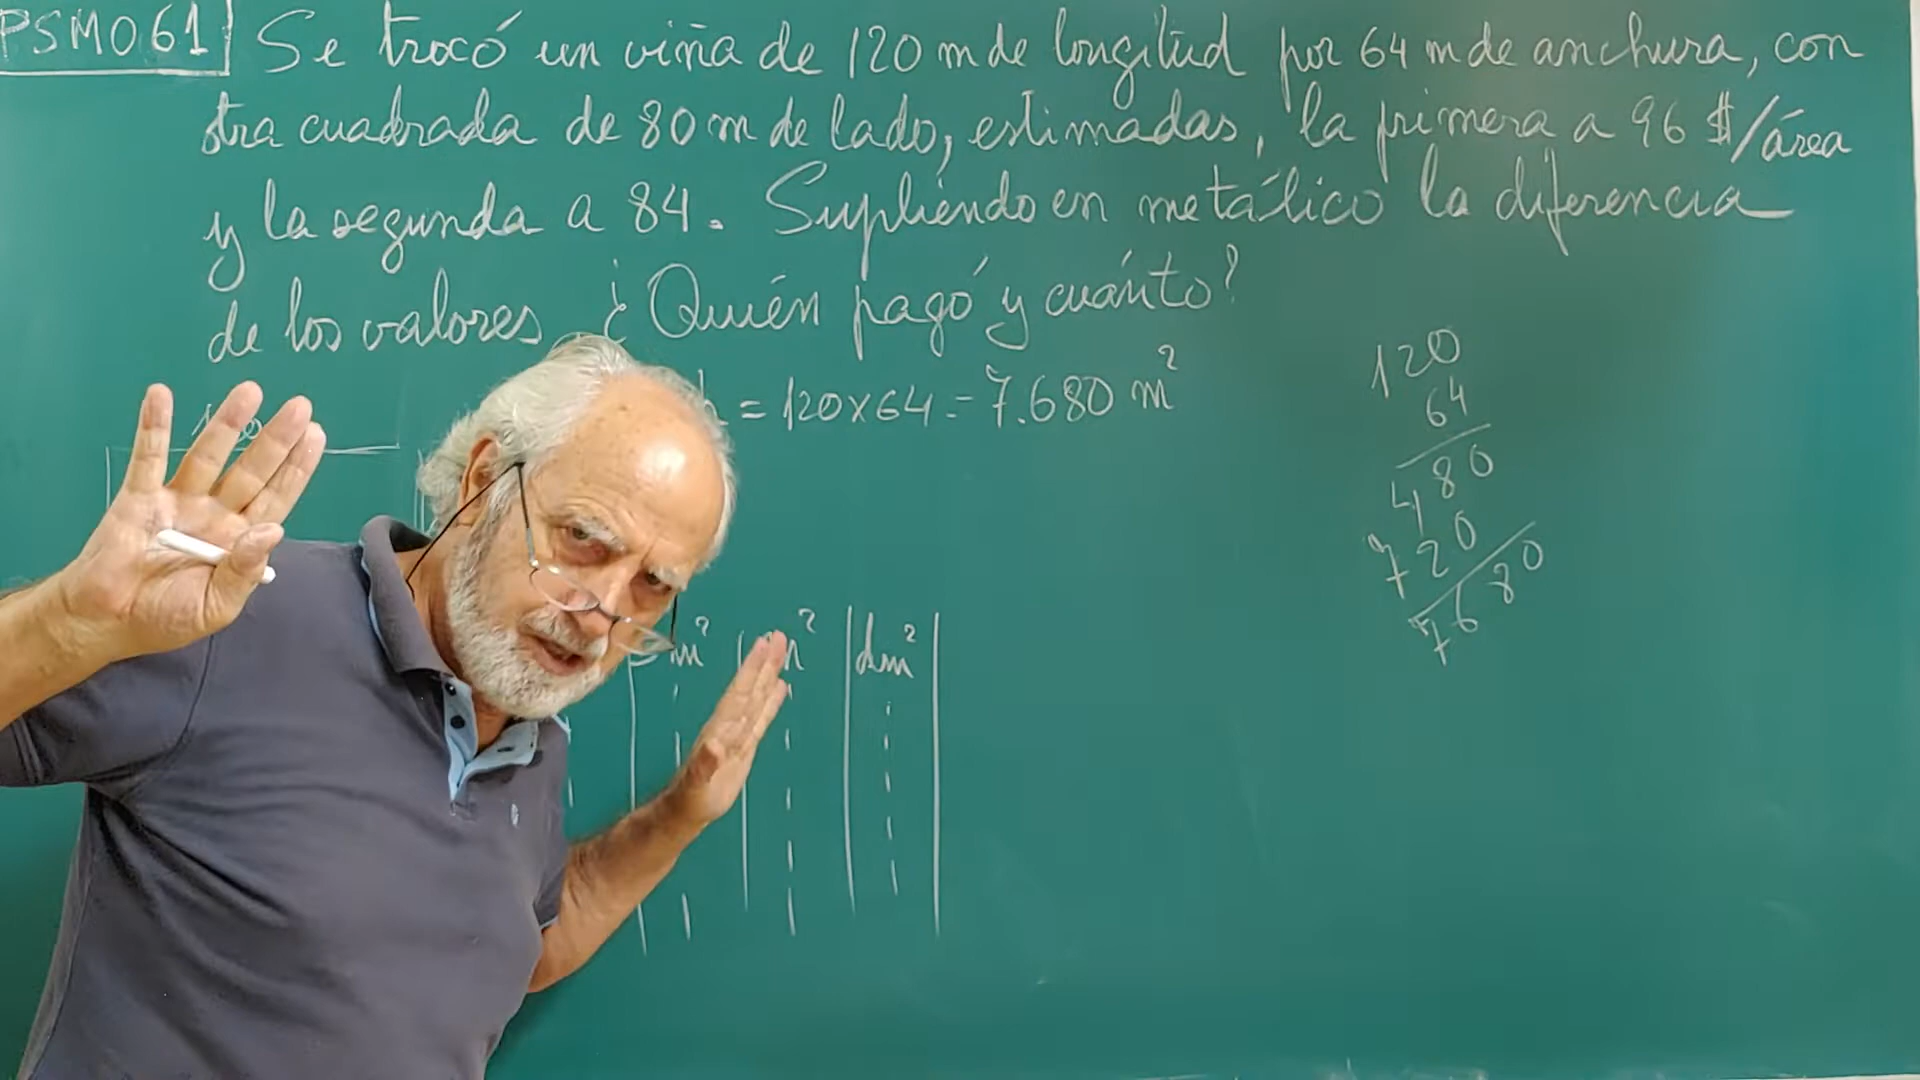 PSM061 Se trocó un viña de 120 m de longitud por 64 m de anchura, con
otra cuadrada de 80 m de lado, estimadas, la primera a 96 $/área
y la segunda a 84. Supliendo en metálico la diferencia
de los valores. ¿Quién pagó y cuánto?
= 120x64 = 7.680 m²
120
64
480
720
7680
m² | m² | dm²